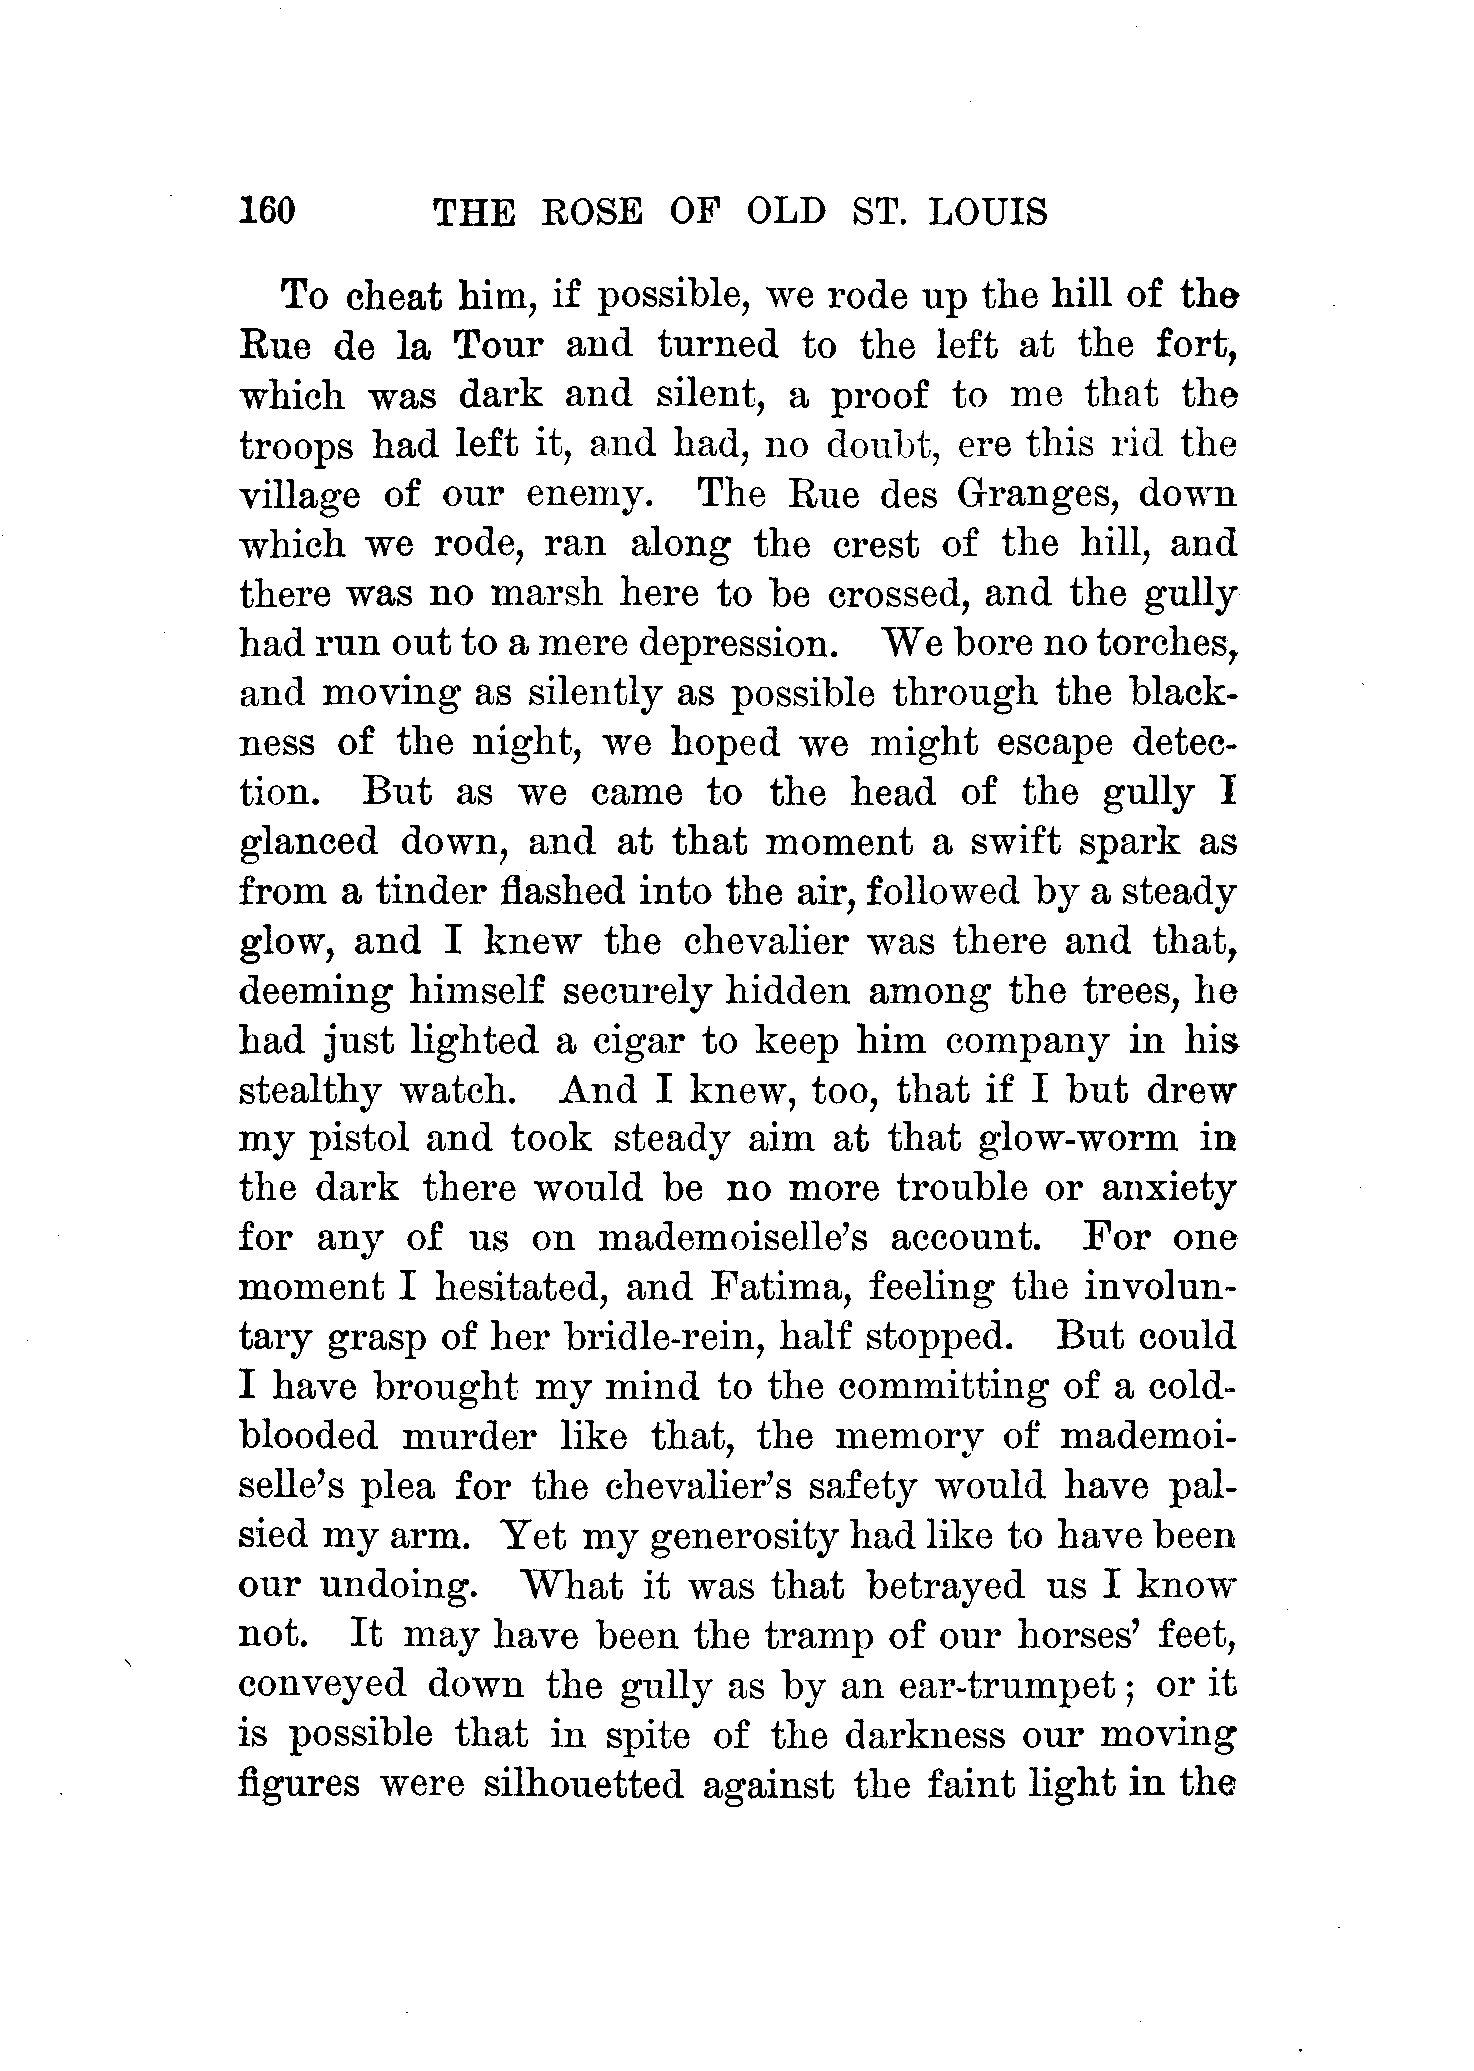 160 THE ROSE OF OLD ST. LOUIS
To cheat him, if possible, we rode up the hill of the
Rue de la Tour and turned to the left at the fort,
which was dark and silent, a proof to me that the
troops had left it, and had, no doubt, ere this rid the
village of our enemy. The Rue des Granges, down
which we rode, ran along the crest of the hill, and
there was no marsh here to be crossed, and the gully
had run out to a mere depression. We bore no torches,
and moving as silently as possible through the black-
ness of the night, we hoped we might escape detec-
tion. But as we came to the head of the gully I
glanced down, and at that moment a swift spark as
from a tinder flashed into the air, followed by a steady
glow, and I knew the chevalier was there and that,
deeming himself securely hidden among the trees, he
had just lighted a cigar to keep him company in his
stealthy watch. And I knew, too, that if I but drew
my pistol and took steady aim at that glow-worm in
the dark there would be no more trouble or anxiety
for any of us on mademoiselle's account. For one
moment I hesitated, and Fatima, feeling the involun-
tary grasp of her bridle-rein, half stopped. But could
I have brought my mind to the committing of a cold-
blooded murder like that, the memory of mademoi-
selle's plea for the chevalier's safety would have pal-
sied my arm. Yet my generosity had like to have been
our undoing. What it was that betrayed us I know
not. It may have been the tramp of our horses' feet,
conveyed down the gully as by an ear-trumpet; or it
is possible that in spite of the darkness our moving
figures were silhouetted against the faint light in the